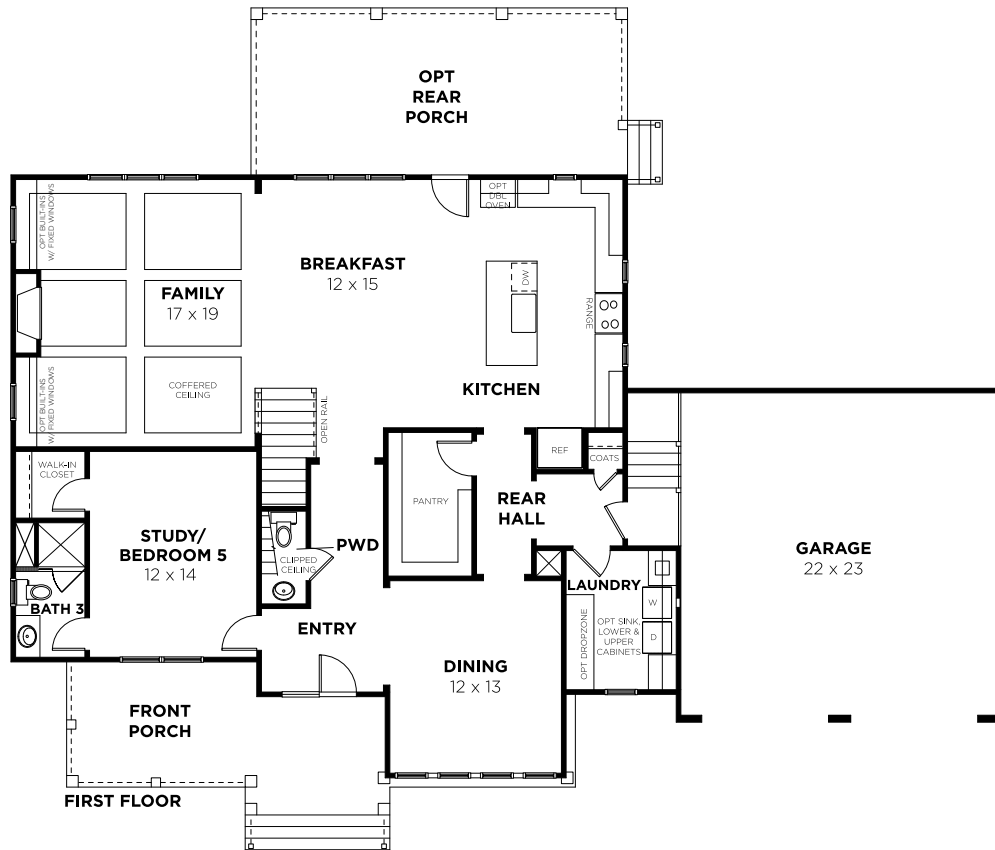 OPT
REAR
PORCH
OPT BUILT-INS
W/ FIXED WINDOWS
OPT
DBL
OVEN
BREAKFAST
12 x 15
DW
FAMILY
17 x 19
RANGE
OPT BUILT-INS
W/ FIXED WINDOWS
COFFERED
CEILING
KITCHEN
OPEN RAIL
WALK-IN
CLOSET
REF
COATS
PANTRY
REAR
HALL
STUDY/
BEDROOM 5
12 x 14
PWD
CLIPPED
CEILING
GARAGE
22 x 23
LAUNDRY
BATH 3
W
ENTRY
OPT DROPZONE
OPT SINK,
LOWER &
UPPER
CABINETS
D
DINING
12 x 13
FRONT
PORCH
FIRST FLOOR